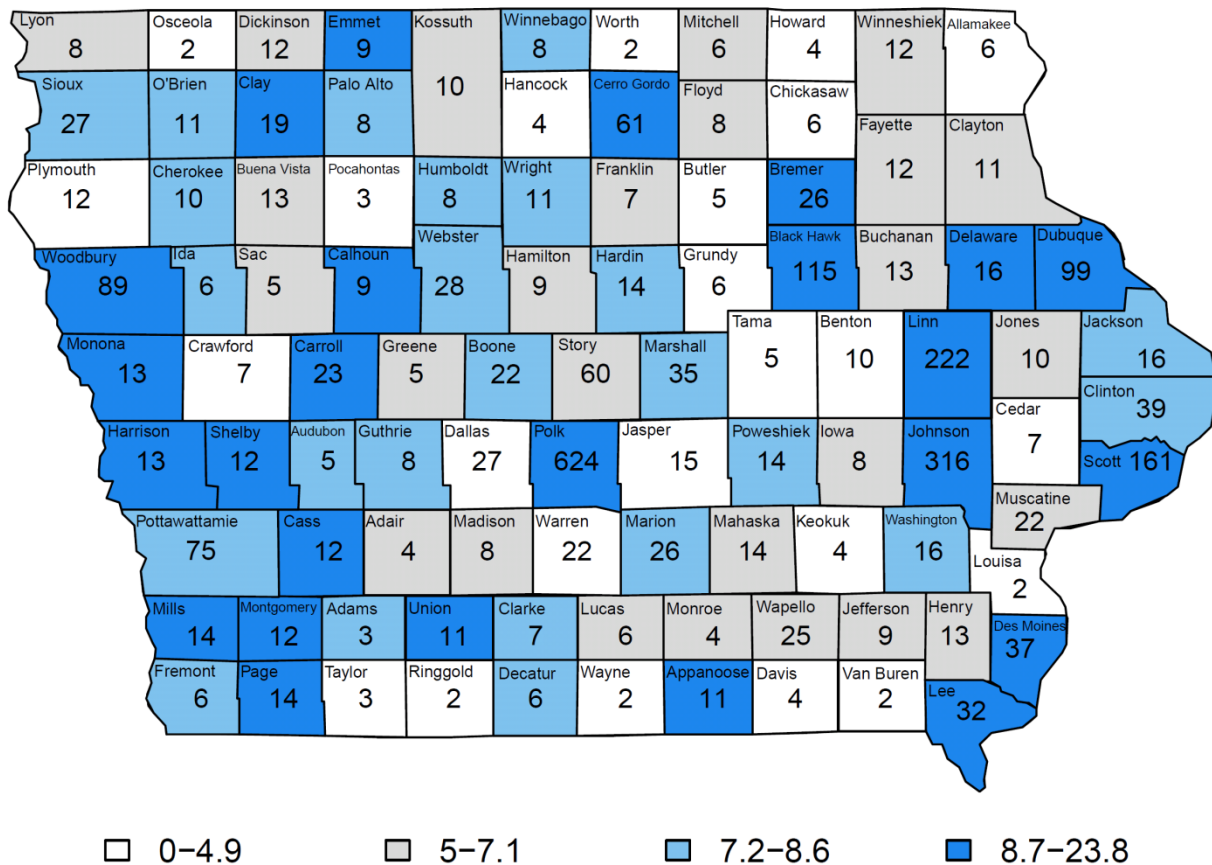 Lyon
8
Osceola
2
Dickinson
12
Emmet
9
Kossuth
10
Winnebago
8
Worth
2
Mitchell
6
Howard
4
Winneshiek
12
Allamakee
6
Sioux
27
O'Brien
11
Clay
19
Palo Alto
8
Hancock
4
Cerro Gordo
61
Floyd
8
Chickasaw
6
Fayette
12
Clayton
11
Plymouth
12
Cherokee
10
Buena Vista
13
Pocahontas
3
Humboldt
8
Wright
11
Franklin
7
Butler
5
Bremer
26
Woodbury
89
Ida
6
Sac
5
Calhoun
9
Webster
28
Hamilton
9
Hardin
14
Grundy
6
Black Hawk
115
Buchanan
13
Delaware
16
Dubuque
99
Monona
13
Crawford
7
Carroll
23
Greene
5
Boone
22
Story
60
Marshall
35
Tama
5
Benton
10
Linn
222
Jones
10
Jackson
16
Clinton
39
Harrison
13
Shelby
12
Audubon
5
Guthrie
8
Dallas
27
Polk
624
Jasper
15
Poweshiek
14
Iowa
8
Johnson
316
Cedar
7
Scott 161
Muscatine
22
Pottawattamie
75
Cass
12
Adair
4
Madison
8
Warren
22
Marion
26
Mahaska
14
Keokuk
4
Washington
16
Louisa
2
Mills
14
Montgomery
12
Adams
3
Union
11
Clarke
7
Lucas
6
Monroe
4
Wapello
25
Jefferson
9
Henry
13
Des Moines
37
Fremont
6
Page
14
Taylor
3
Ringgold
2
Decatur
6
Wayne
2
Appanoose
11
Davis
4
Van Buren
2
Lee
32
0−4.9
5−7.1
7.2−8.6
8.7−23.8